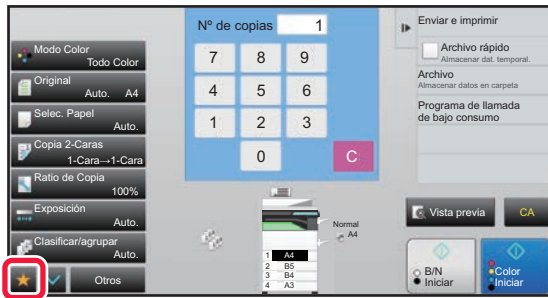 Modo Color
Todo Color
Original
Auto. A4
Selec. Papel
Auto.
Copia 2-Caras
1-Cara→1-Cara
Ratio de Copia
100%
Exposición
Auto.
Clasificar/agrupar
Auto.
Otros
Nº de copias 1
7 8 9
4 5 6
1 2 3
0 C
Normal
A4
1 A4
2 B5
3 B4
4 A3
Enviar e imprimir
Archivo rápido
Almacenar dat. temporal.
Archivo
Almacenar datos en carpeta
Programa de llamada
de bajo consumo
Vista previa
CA
B/N
Iniciar
Color
Iniciar